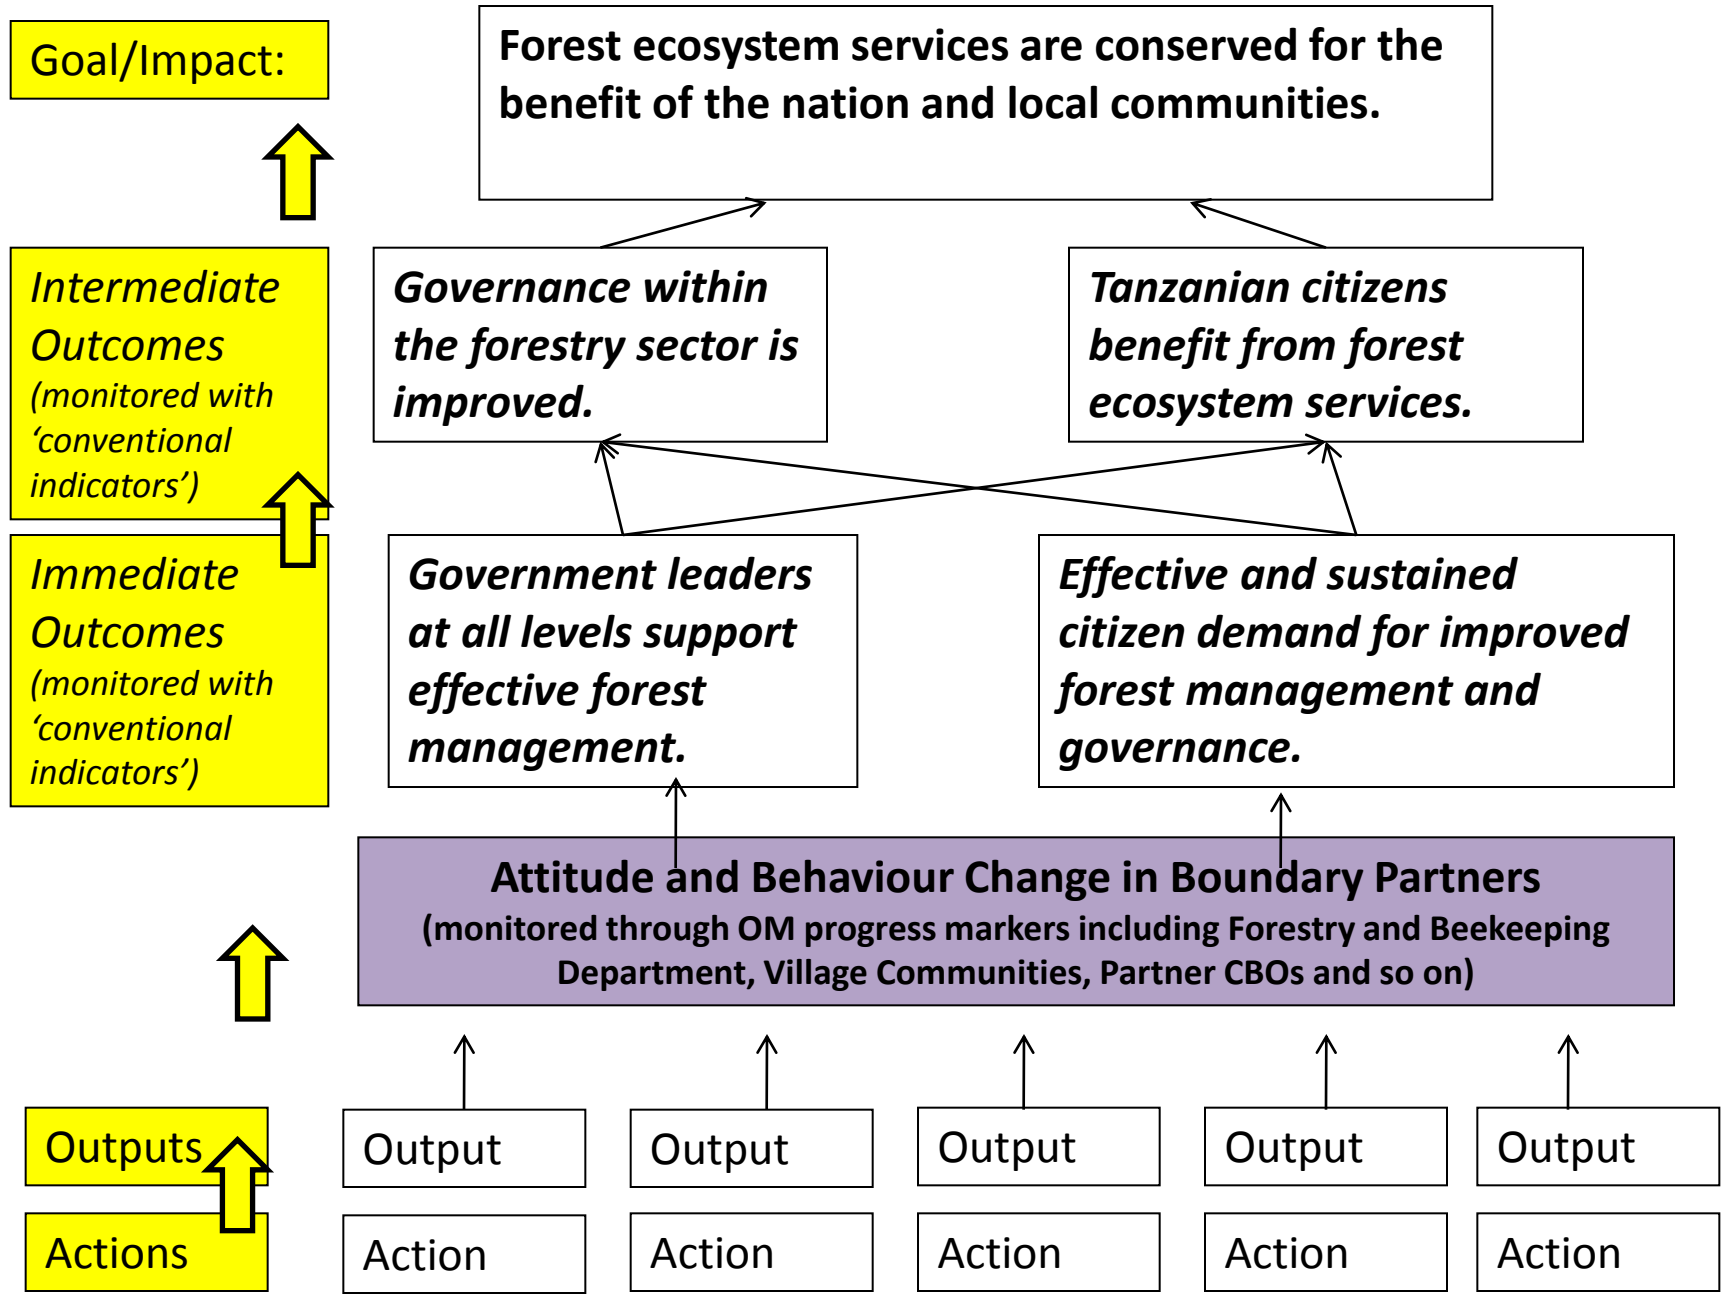 Goal/Impact:
Forest ecosystem services are conserved for the
benefit of the nation and local communities.
Intermediate
Outcomes
(monitored with
‘conventional
indicators’)
Governance within
the forestry sector is
improved.
Tanzanian citizens
benefit from forest
ecosystem services.
Immediate
Outcomes
(monitored with
‘conventional
indicators’)
Government leaders
at all levels support
effective forest
management.
Effective and sustained
citizen demand for improved
forest management and
governance.
Attitude and Behaviour Change in Boundary Partners
(monitored through OM progress markers including Forestry and Beekeeping
Department, Village Communities, Partner CBOs and so on)
Outputs
Output
Output
Output
Output
Output
Actions
Action
Action
Action
Action
Action